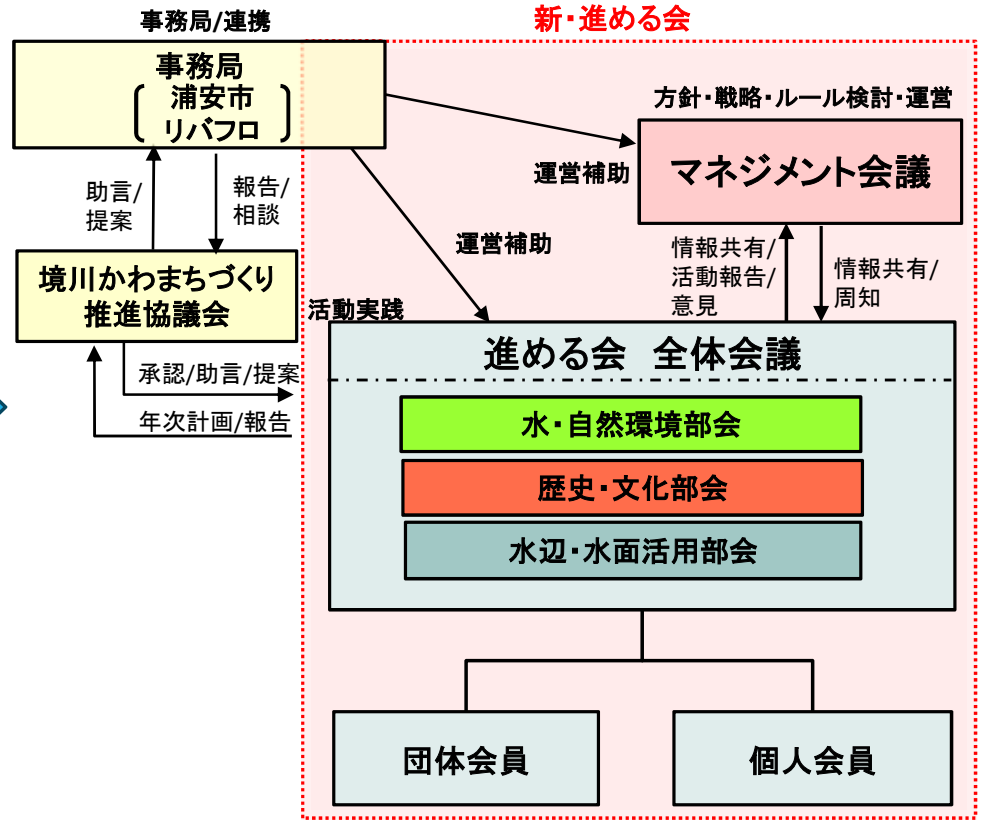 事務局/連携
新・進める会
事務局
浦安市
リバフロ
方針・戦略・ルール検討・運営
マネジメント会議
運営補助
助言/
提案
報告/
相談
運営補助
情報共有/
活動報告/
意見
情報共有/
周知
境川かわまちづくり
推進協議会
活動実践
進める会 全体会議
承認/助言/提案
年次計画/報告
水・自然環境部会
歴史・文化部会
水辺・水面活用部会
団体会員
個人会員